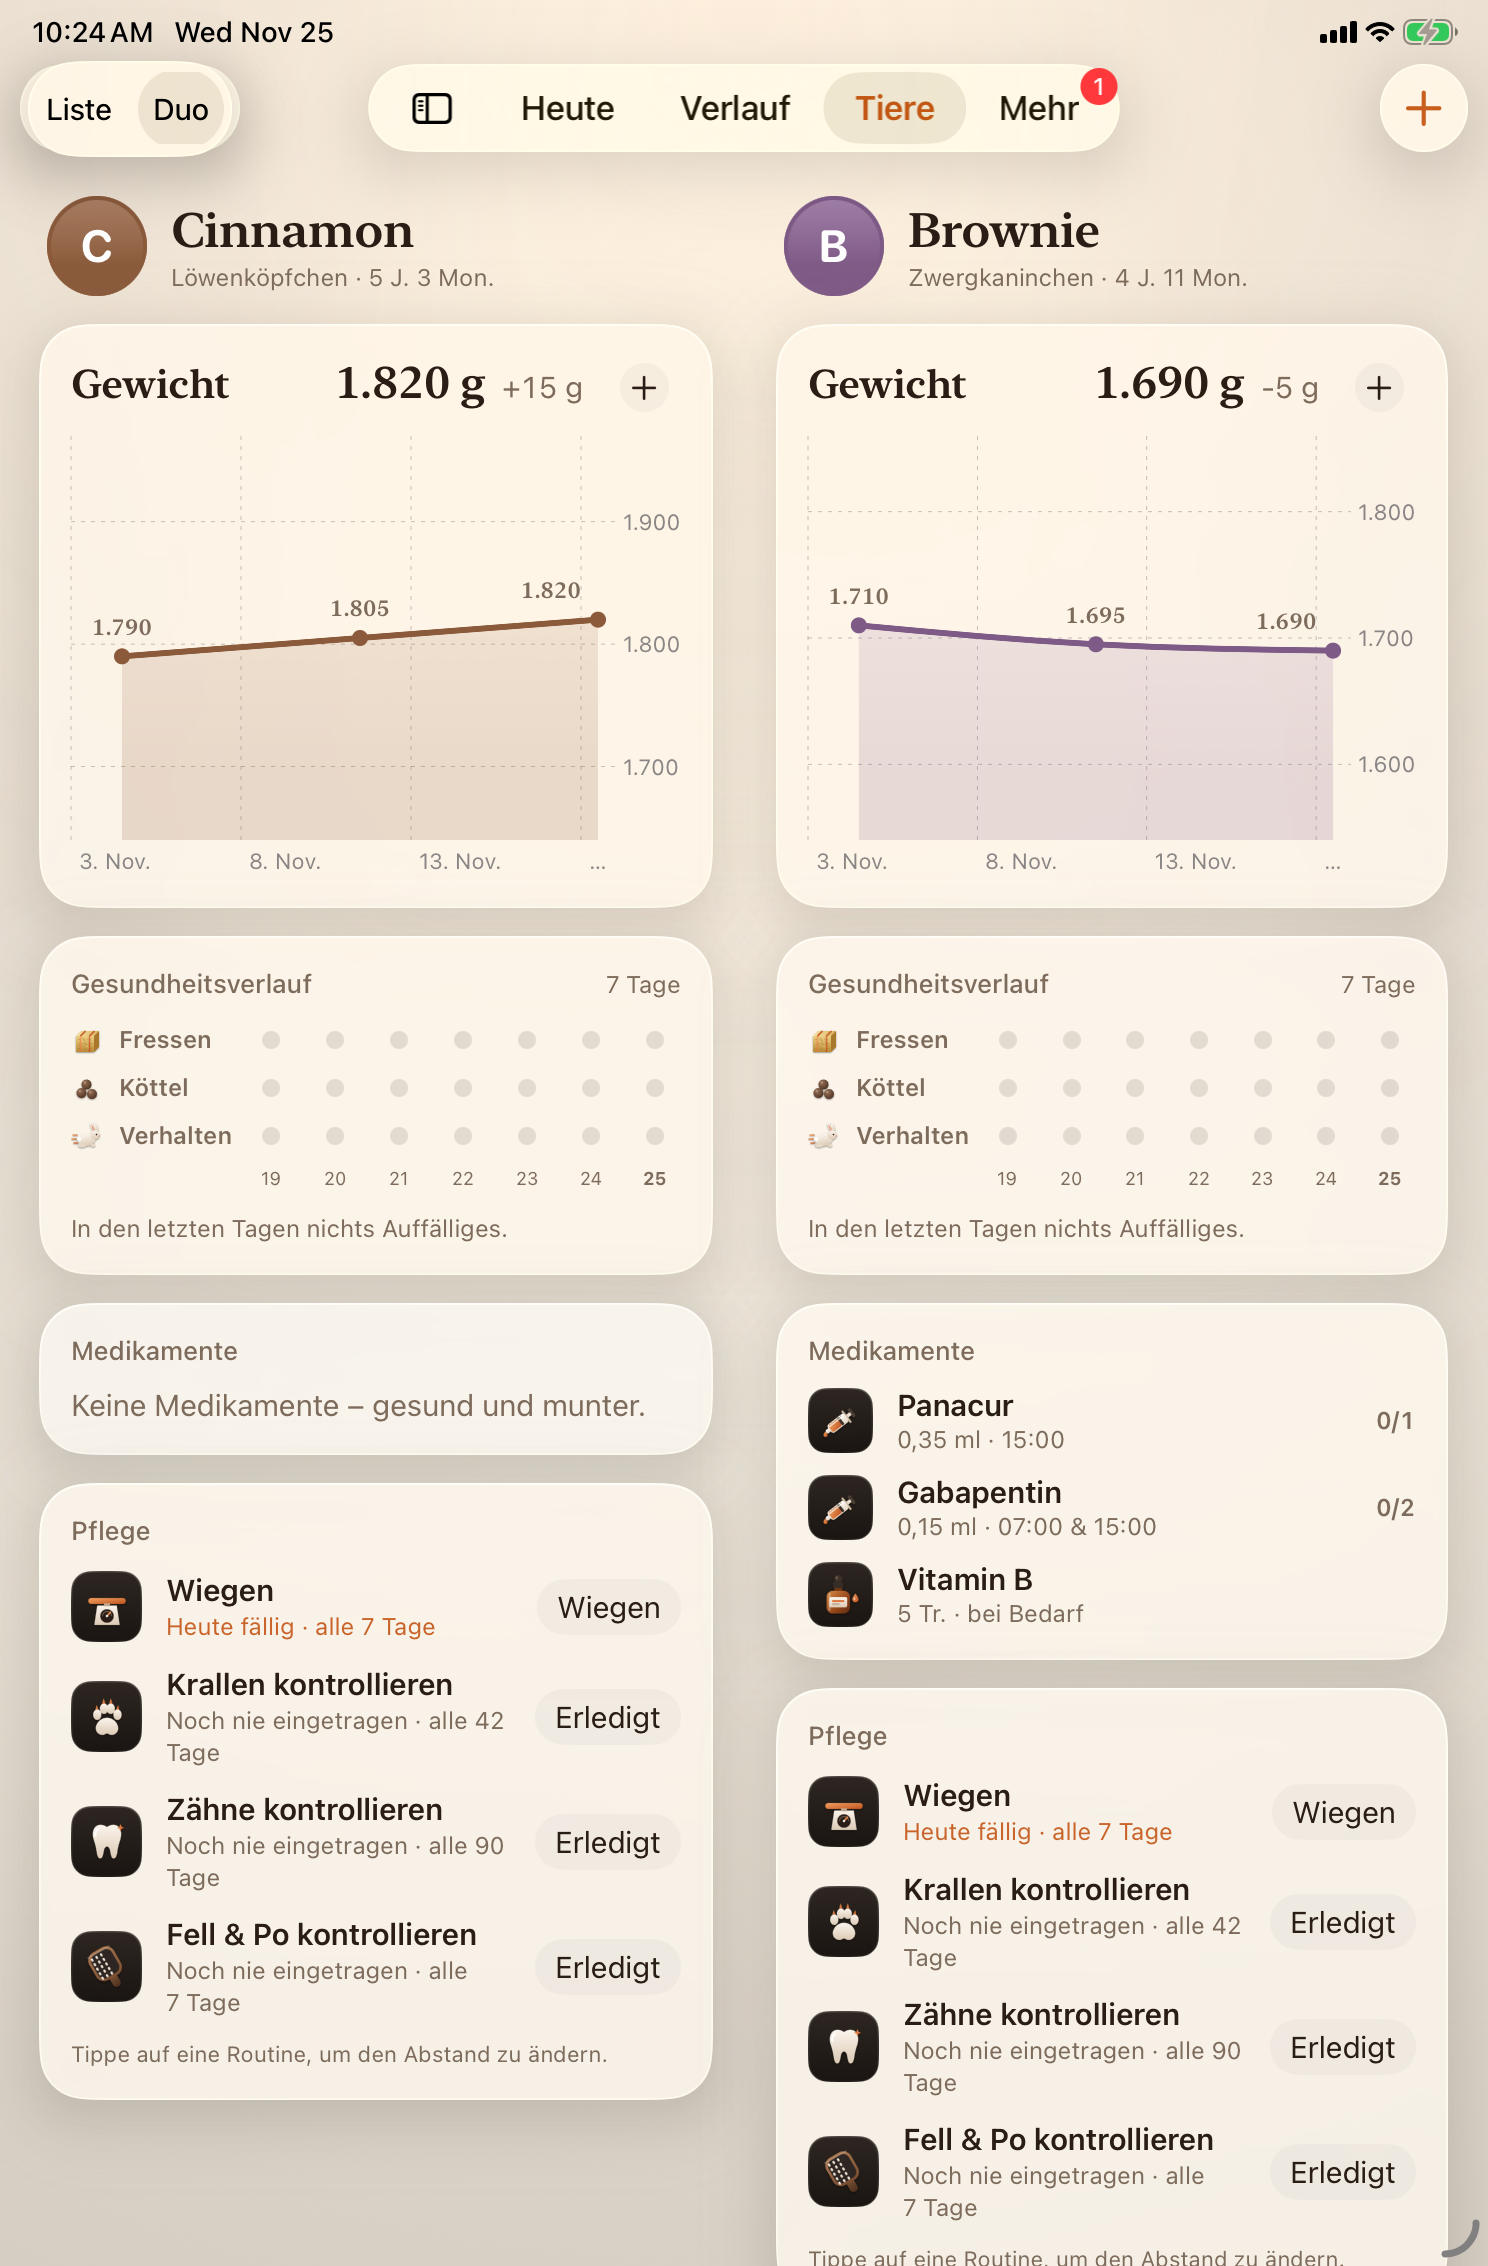 10:24 AM Wed Nov 25
Liste Duo
Heute Verlauf Tiere Mehr 1
C
Cinnamon
Löwenköpfchen · 5 J. 3 Mon.
Gewicht 1.820 g +15 g
1.900
1.820
1.805
1.790
1.800
1.700
3. Nov. 8. Nov. 13. Nov. ...
Gesundheitsverlauf 7 Tage
Fressen
Köttel
Verhalten
19 20 21 22 23 24 25
In den letzten Tagen nichts Auffälliges.
Medikamente
Keine Medikamente – gesund und munter.
Pflege
Wiegen
Heute fällig · alle 7 Tage
Wiegen
Krallen kontrollieren
Noch nie eingetragen · alle 42
Tage
Erledigt
Zähne kontrollieren
Noch nie eingetragen · alle 90
Tage
Erledigt
Fell & Po kontrollieren
Noch nie eingetragen · alle
7 Tage
Erledigt
Tippe auf eine Routine, um den Abstand zu ändern.
B
Brownie
Zwergkaninchen · 4 J. 11 Mon.
Gewicht 1.690 g -5 g
1.800
1.710
1.695
1.690
1.700
1.600
3. Nov. 8. Nov. 13. Nov. ...
Gesundheitsverlauf 7 Tage
Fressen
Köttel
Verhalten
19 20 21 22 23 24 25
In den letzten Tagen nichts Auffälliges.
Medikamente
Panacur
0,35 ml · 15:00
0/1
Gabapentin
0,15 ml · 07:00 & 15:00
0/2
Vitamin B
5 Tr. · bei Bedarf
Pflege
Wiegen
Heute fällig · alle 7 Tage
Wiegen
Krallen kontrollieren
Noch nie eingetragen · alle 42
Tage
Erledigt
Zähne kontrollieren
Noch nie eingetragen · alle 90
Tage
Erledigt
Fell & Po kontrollieren
Noch nie eingetragen · alle
7 Tage
Erledigt
Tippe auf eine Routine, um den Abstand zu ändern.